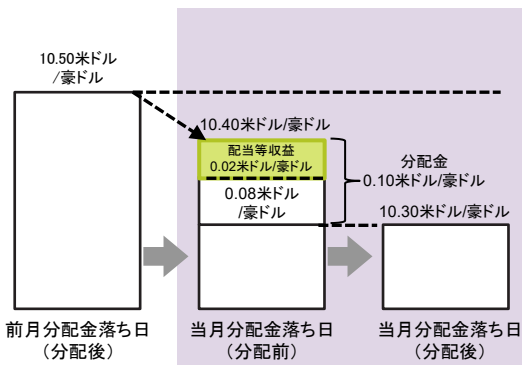 10.50米ドル
/豪ドル
10.40米ドル/豪ドル
配当等収益
0.02米ドル/豪ドル
0.08米ドル
/豪ドル
分配金
0.10米ドル/豪ドル
10.30米ドル/豪ドル
前月分配金落ち日
（分配後）
当月分配金落ち日
（分配前）
当月分配金落ち日
（分配後）